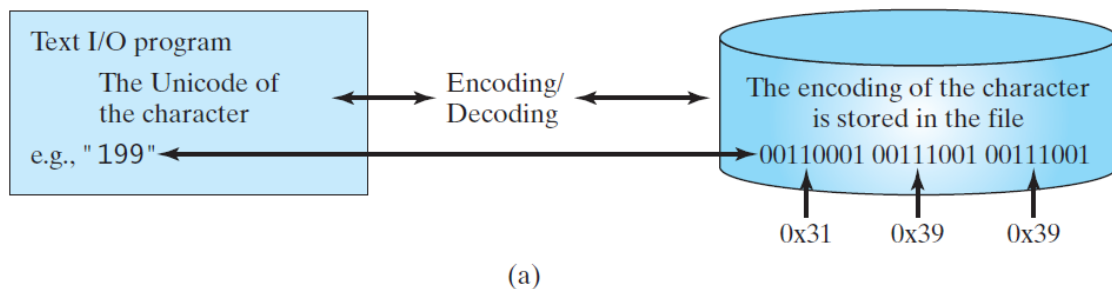 Text I/O program
The Unicode of
the character
e.g., "199"
Encoding/
Decoding
The encoding of the character
is stored in the file
00110001 00111001 00111001
0x31 0x39 0x39
(a)